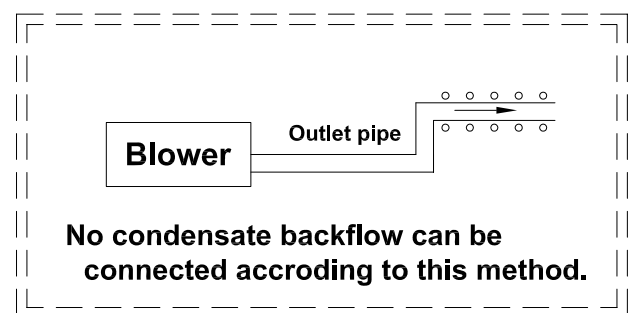 Outlet pipe
Blower
No condensate backflow can be
connected accroding to this method.